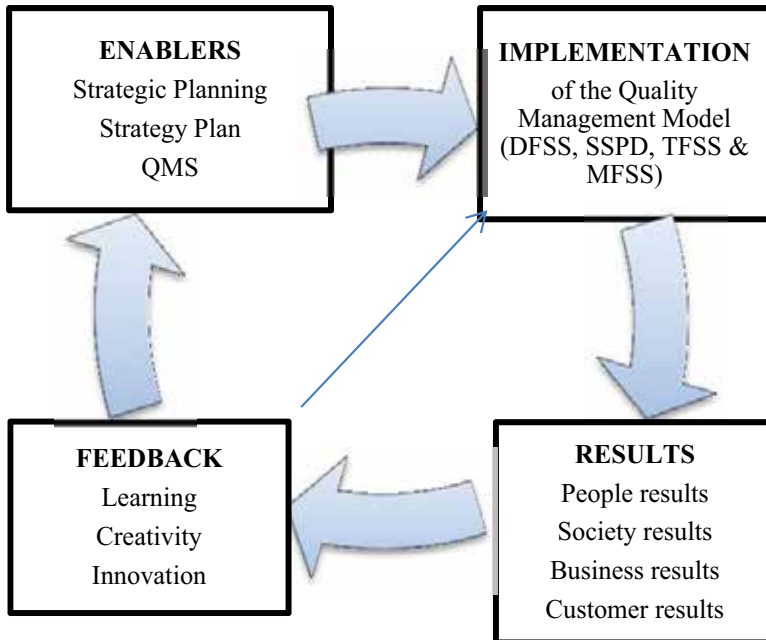 ENABLERS
Strategic Planning
Strategy Plan
QMS
IMPLEMENTATION
of the Quality
Management Model
(DFSS, SSPD, TFSS &
MFSS)
FEEDBACK
Learning
Creativity
Innovation
RESULTS
People results
Society results
Business results
Customer results